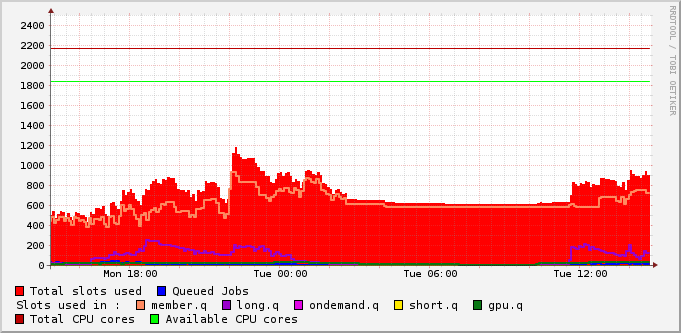 RRDTOOL / TOBI OETIKER
2400
2200
2000
1800
1600
1400
1200
1000
800
600
400
200
0
Mon 18:00 Tue 00:00 Tue 06:00 Tue 12:00
Total slots used Queued Jobs
Slots used in : member.q long.q ondemand.q short.q gpu.q
Total CPU cores Available CPU cores